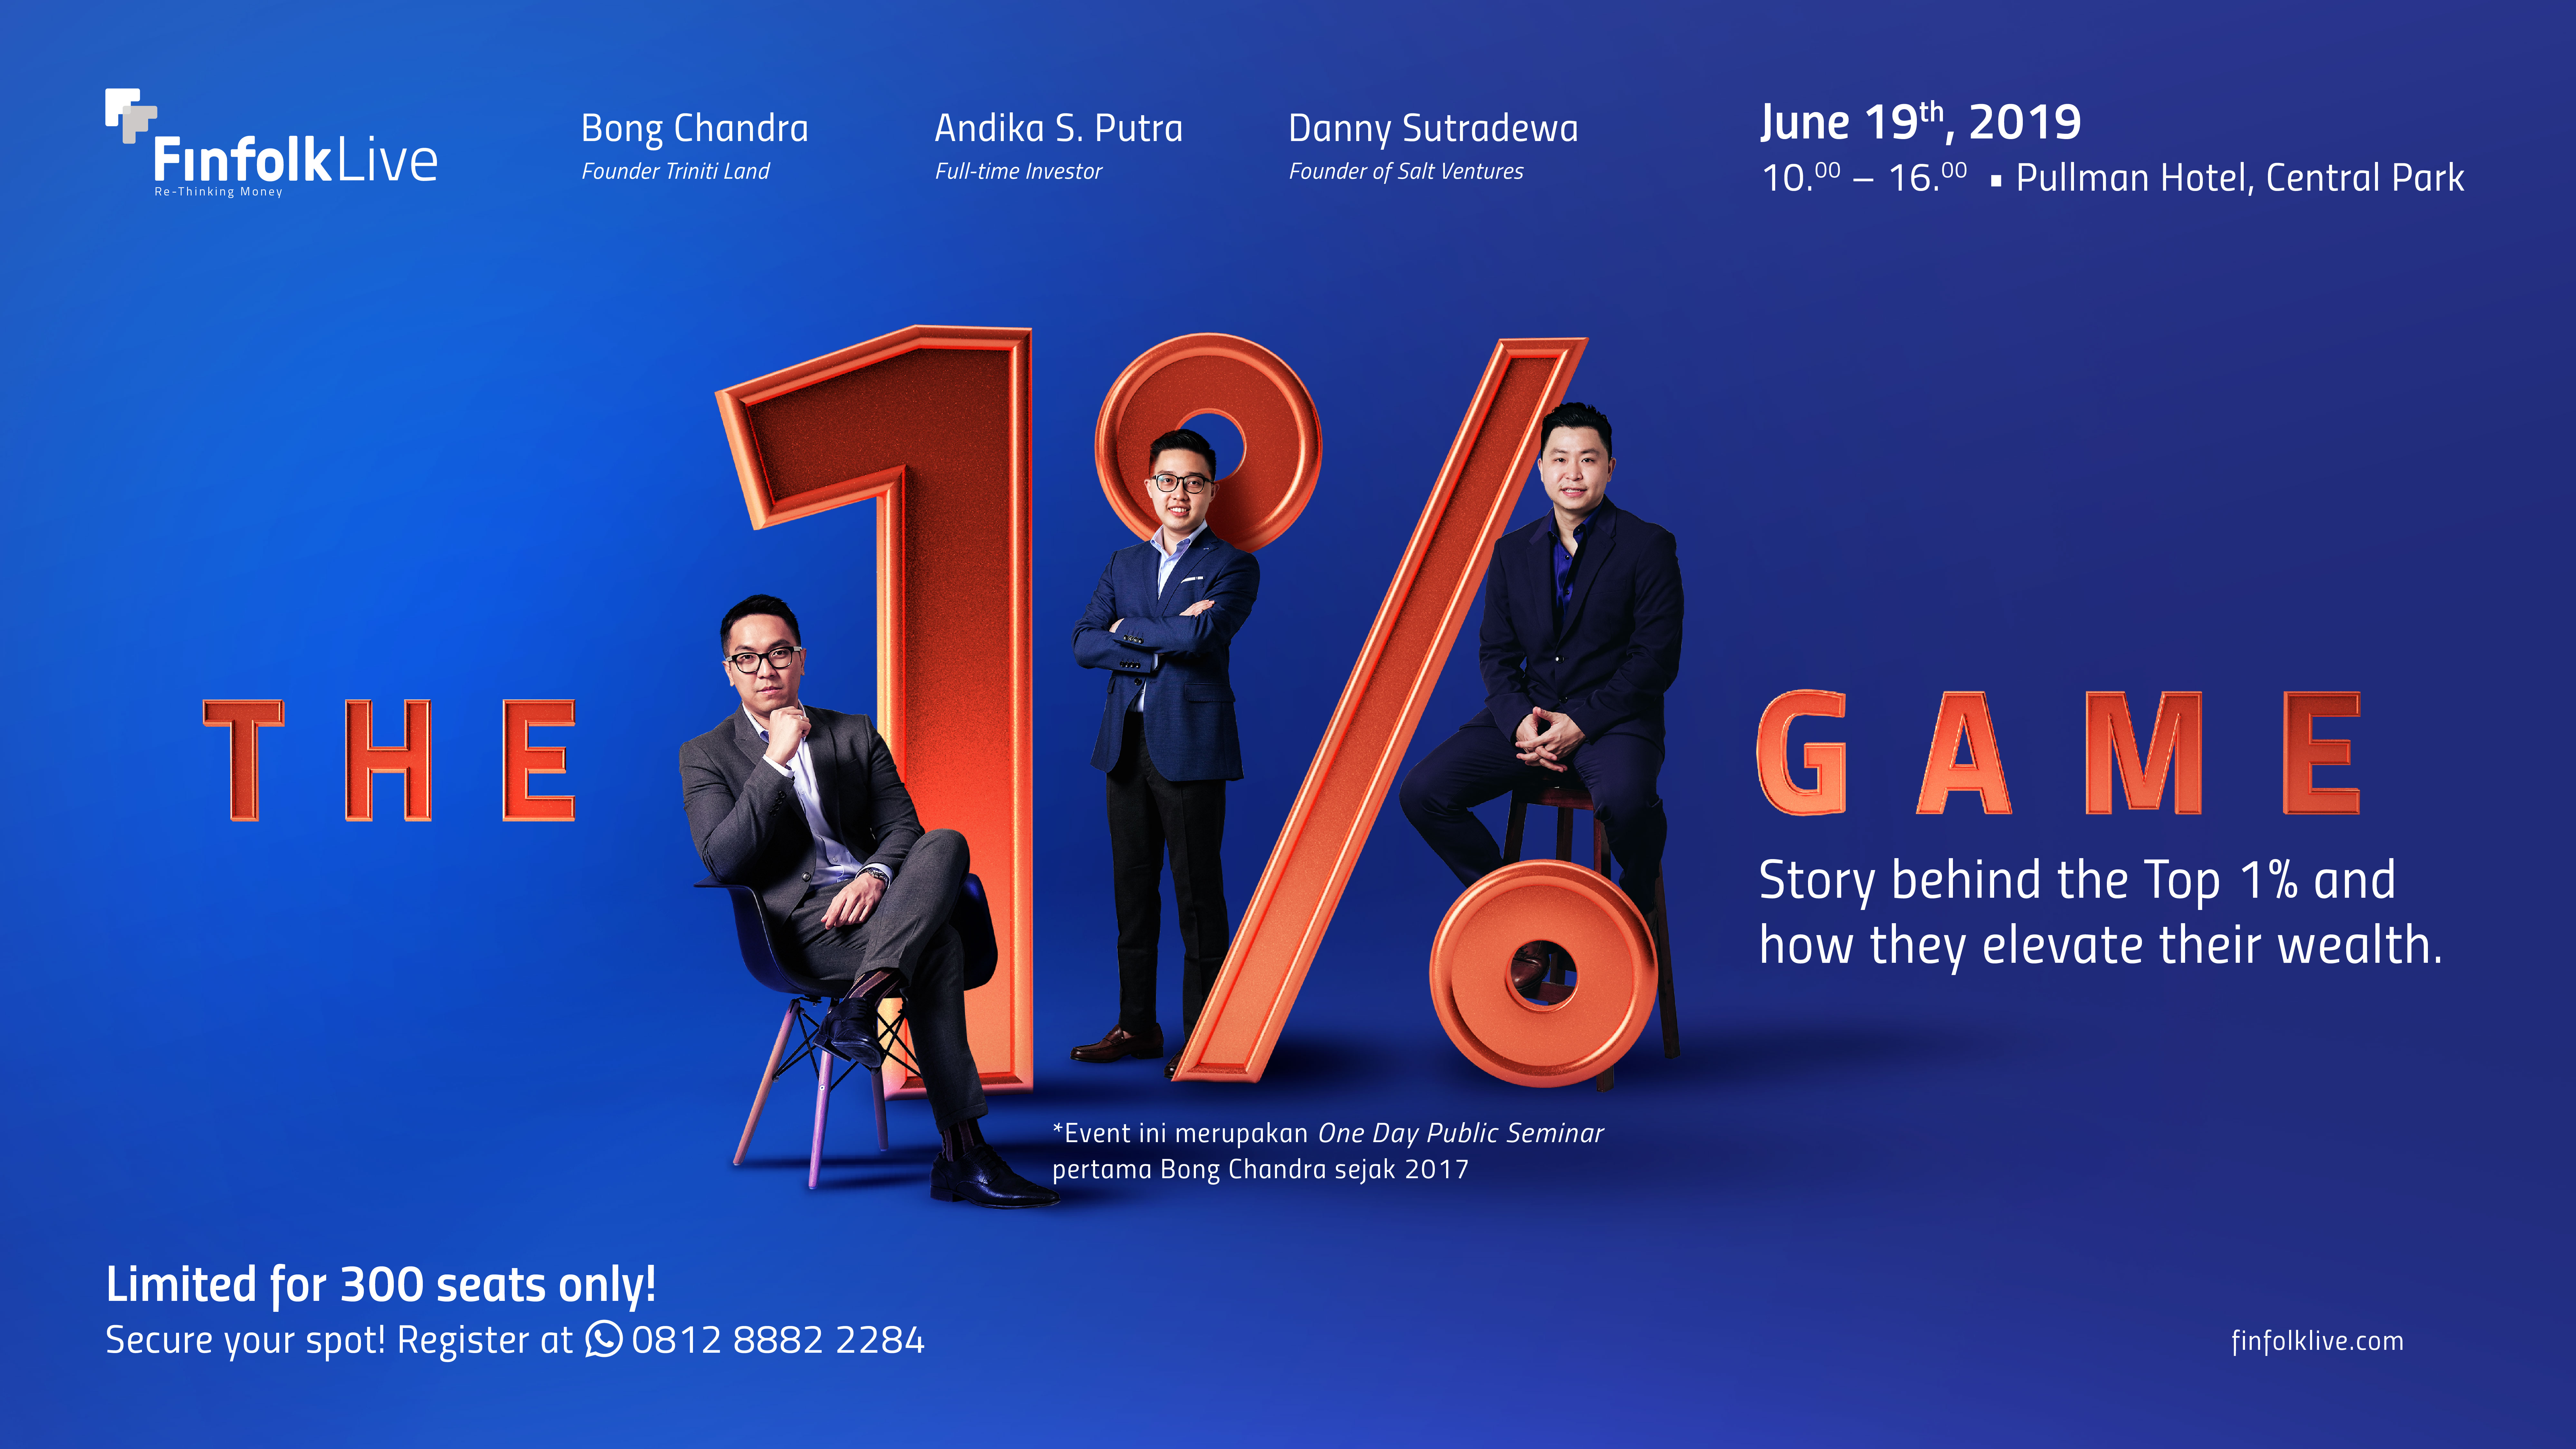 Finfolk Live
Re-Thinking Money
Bong Chandra
Founder Triniti Land
Andika S. Putra
Full-time Investor
Danny Sutradewa
Founder of Salt Ventures
June 19th, 2019
10.00 – 16.00 ▪ Pullman Hotel, Central Park
THE 1% GAME
Story behind the Top 1% and
how they elevate their wealth.
*Event ini merupakan One Day Public Seminar
pertama Bong Chandra sejak 2017
Limited for 300 seats only!
Secure your spot! Register at 0812 8882 2284
finfolklive.com